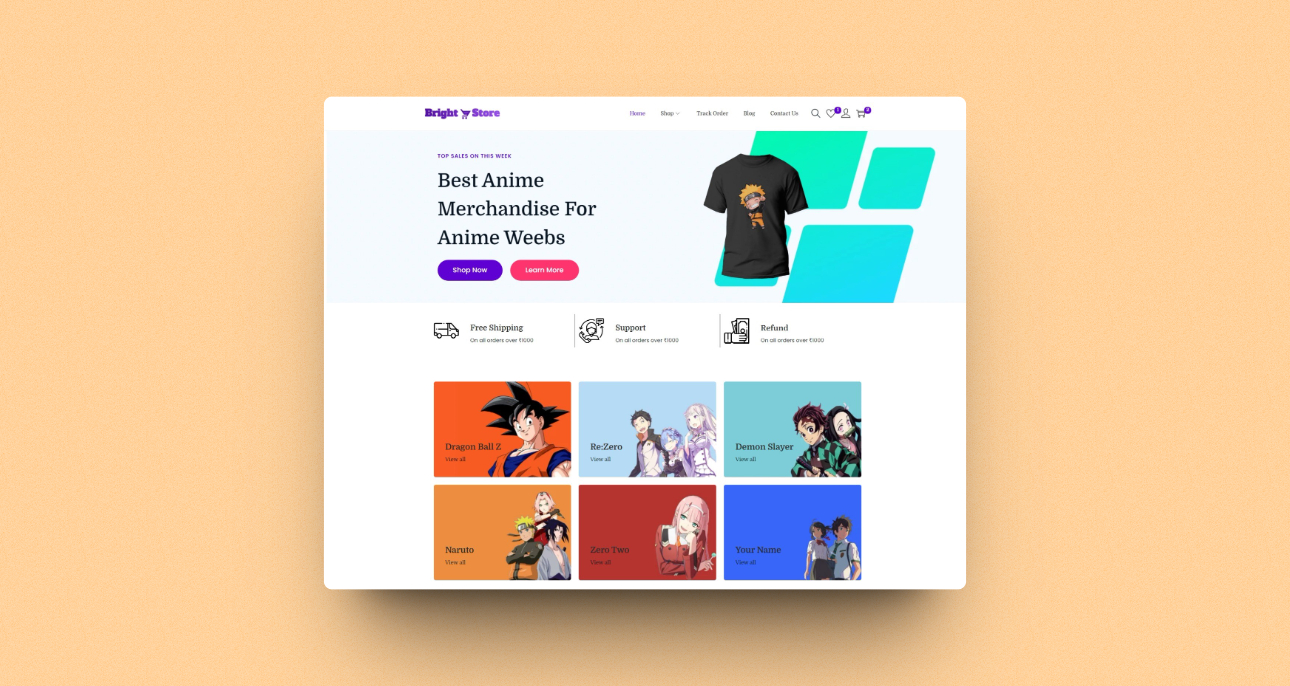 Bright Store
Home Shop Track Order Blog Contact Us
TOP SALES ON THIS WEEK
Best Anime
Merchandise For
Anime Weebs
Shop Now Learn More
Free Shipping
On all orders over ₹1000
Support
On all orders over ₹1000
Refund
On all orders over ₹1000
Dragon Ball Z
View all
Re:Zero
View all
Demon Slayer
View all
Naruto
View all
Zero Two
View all
Your Name
View all